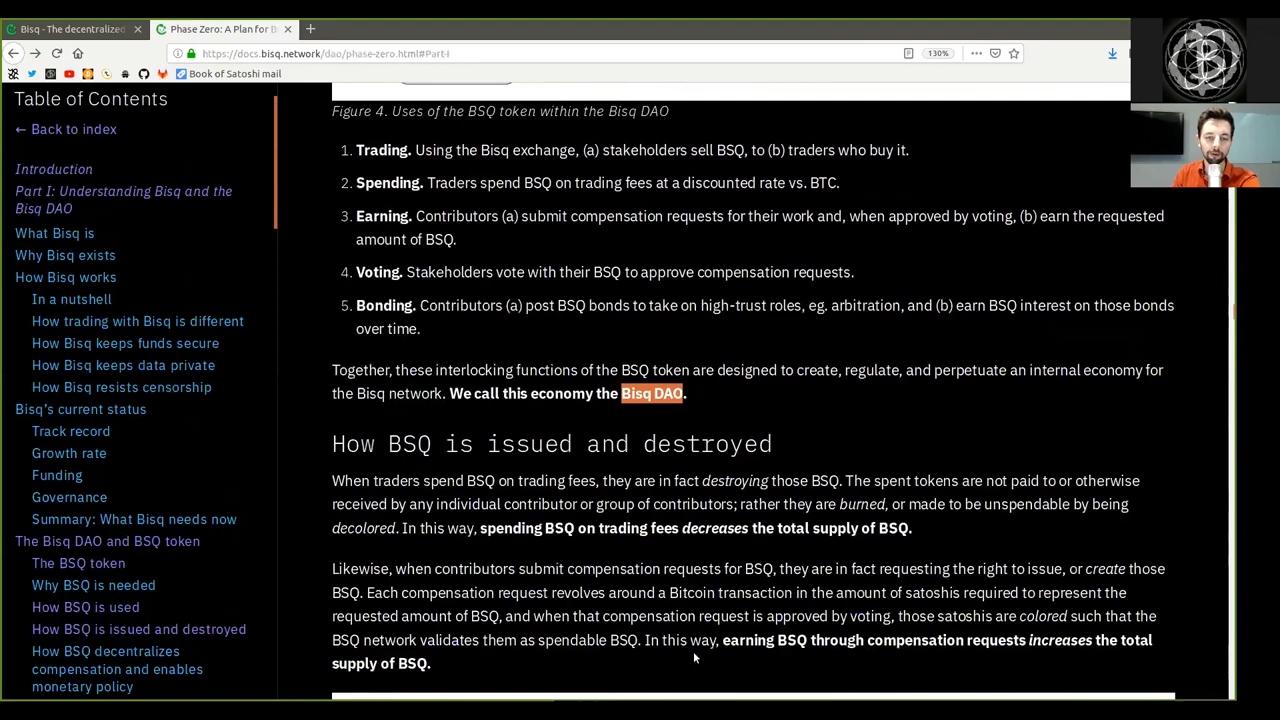 Bisq - The decentralized
Phase Zero: A Plan for B
https://docs.bisq.network/dao/phase-zero.html#Part-I
130%
Book of Satoshi mail
Table of Contents
← Back to index
Introduction
Part I: Understanding Bisq and the
Bisq DAO
What Bisq is
Why Bisq exists
How Bisq works
In a nutshell
How trading with Bisq is different
How Bisq keeps funds secure
How Bisq keeps data private
How Bisq resists censorship
Bisq's current status
Track record
Growth rate
Funding
Governance
Summary: What Bisq needs now
The Bisq DAO and BSQ token
The BSQ token
Why BSQ is needed
How BSQ is used
How BSQ is issued and destroyed
How BSQ decentralizes
compensation and enables
monetary policy
Figure 4. Uses of the BSQ token within the Bisq DAO
1. Trading. Using the Bisq exchange, (a) stakeholders sell BSQ, to (b) traders who buy it.
2. Spending. Traders spend BSQ on trading fees at a discounted rate vs. BTC.
3. Earning. Contributors (a) submit compensation requests for their work and, when approved by voting, (b) earn the requested
amount of BSQ.
4. Voting. Stakeholders vote with their BSQ to approve compensation requests.
5. Bonding. Contributors (a) post BSQ bonds to take on high-trust roles, eg. arbitration, and (b) earn BSQ interest on those bonds
over time.
Together, these interlocking functions of the BSQ token are designed to create, regulate, and perpetuate an internal economy for
the Bisq network. We call this economy the Bisq DAO.
How BSQ is issued and destroyed
When traders spend BSQ on trading fees, they are in fact destroying those BSQ. The spent tokens are not paid to or otherwise
received by any individual contributor or group of contributors; rather they are burned, or made to be unspendable by being
decolored. In this way, spending BSQ on trading fees decreases the total supply of BSQ.
Likewise, when contributors submit compensation requests for BSQ, they are in fact requesting the right to issue, or create those
BSQ. Each compensation request revolves around a Bitcoin transaction in the amount of satoshis required to represent the
requested amount of BSQ, and when that compensation request is approved by voting, those satoshis are colored such that the
BSQ network validates them as spendable BSQ. In this way, earning BSQ through compensation requests increases the total
supply of BSQ.